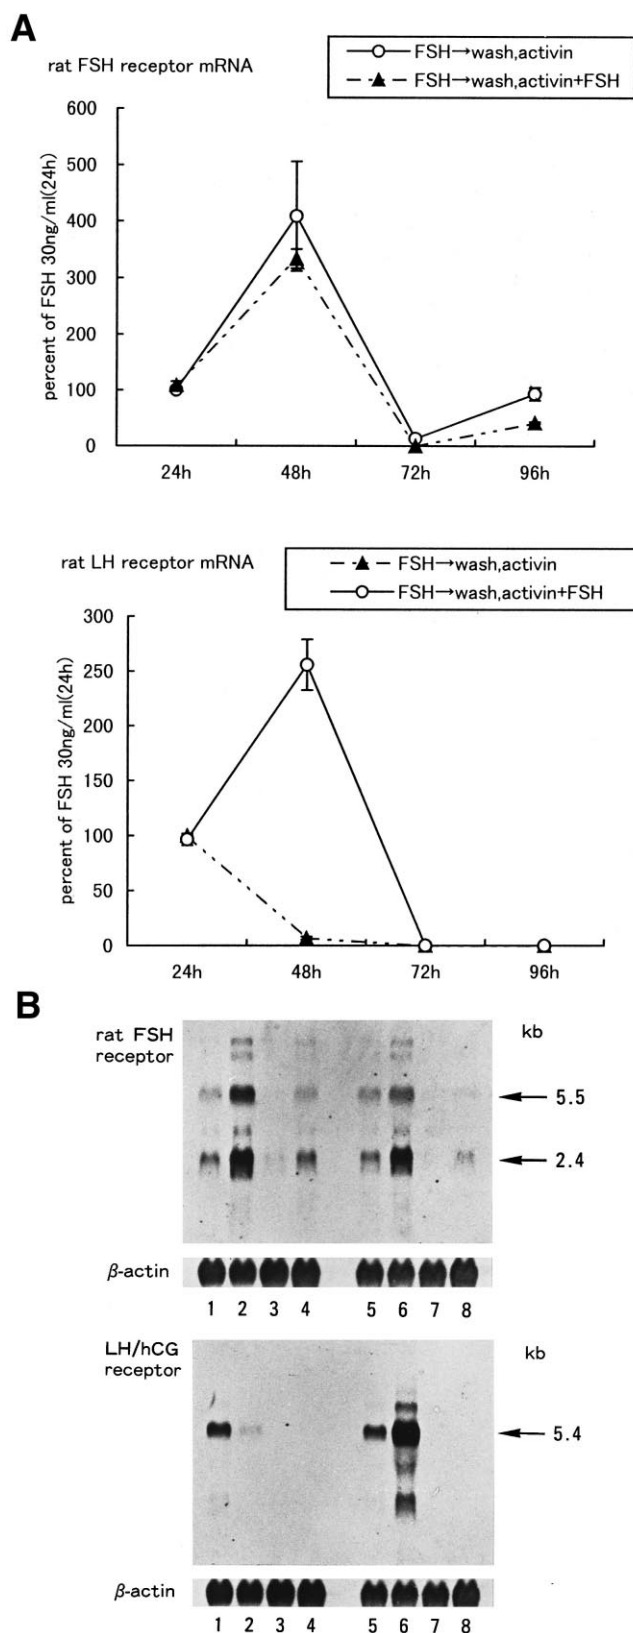 A
rat FSH receptor mRNA
FSH→wash,activin
FSH→wash,activin+FSH
percent of FSH 30ng/ml(24h)
600
500
400
300
200
100
0
24h 48h 72h 96h
rat LH receptor mRNA
FSH→wash,activin
FSH→wash,activin+FSH
percent of FSH 30ng/ml(24h)
300
250
200
150
100
50
0
24h 48h 72h 96h
B
rat FSH receptor
kb
5.5
2.4
β-actin
1 2 3 4 5 6 7 8
LH/hCG receptor
kb
5.4
β-actin
1 2 3 4 5 6 7 8